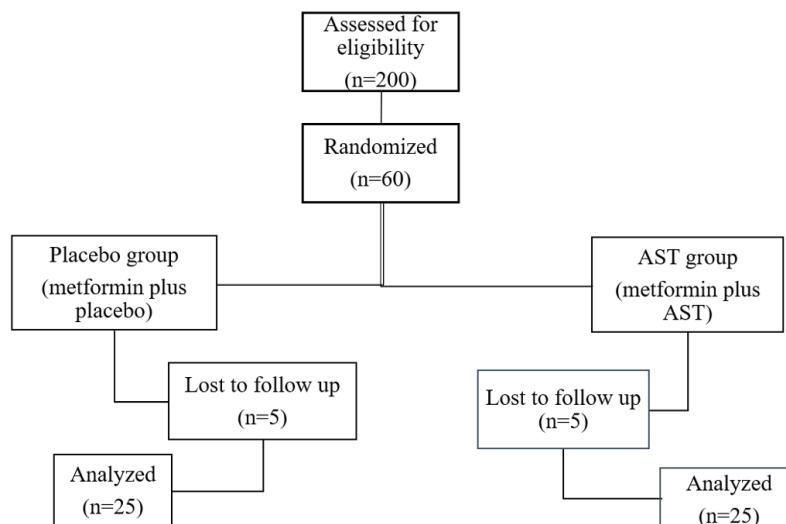 Assessed for
eligibility
(n=200)
Randomized
(n=60)
Placebo group
(metformin plus
placebo)
AST group
(metformin plus
AST)
Lost to follow up
(n=5)
Lost to follow up
(n=5)
Analyzed
(n=25)
Analyzed
(n=25)